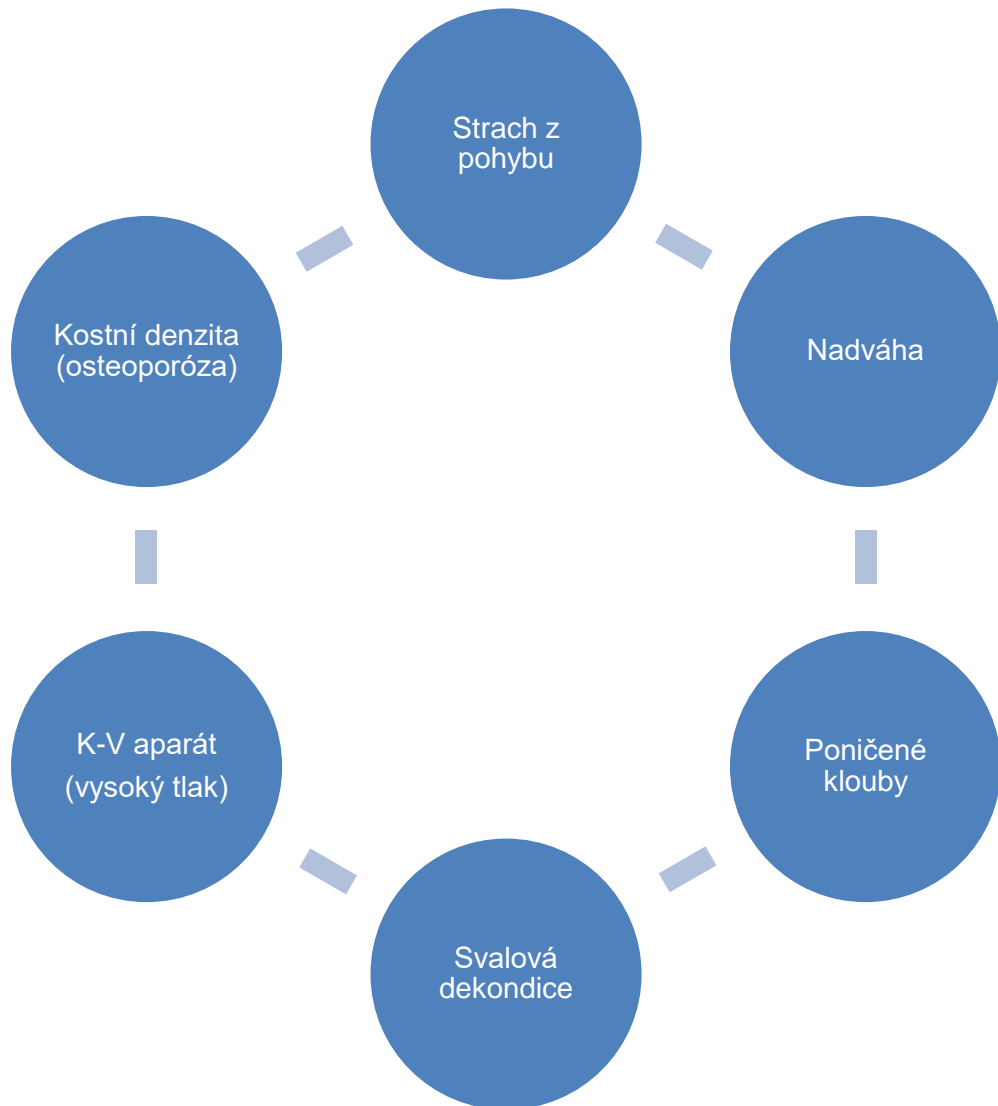 Strach z
pohybu
Nadváha
Poničené
klouby
Svalová
dekondice
K-V aparát
(vysoký tlak)
Kostní denzita
(osteoporóza)